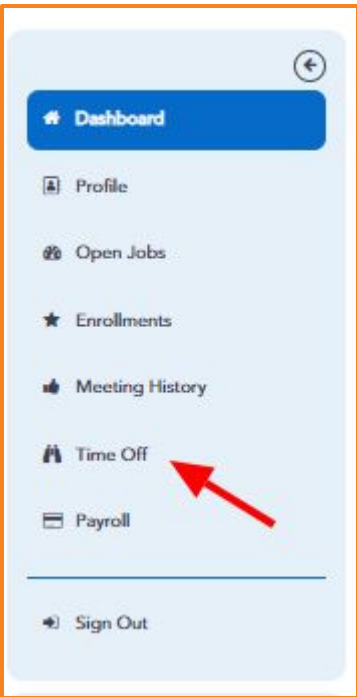 Dashboard
Profile
Open Jobs
Enrollments
Meeting History
Time Off
Payroll
Sign Out